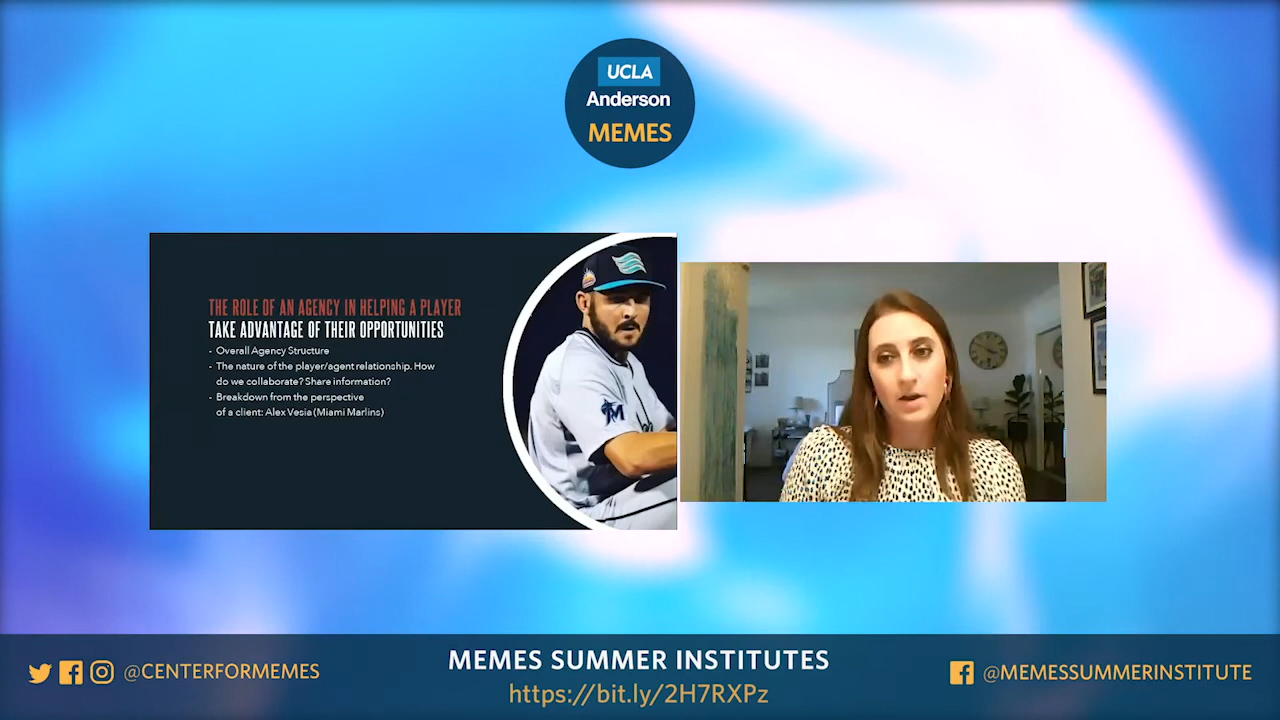 UCLA
Anderson
MEMES
THE ROLE OF AN AGENCY IN HELPING A PLAYER
TAKE ADVANTAGE OF THEIR OPPORTUNITIES
- Overall Agency Structure
- The nature of the player/agent relationship. How
do we collaborate? Share information?
- Breakdown from the perspective
of a client: Alex Vesia (Miami Marlins)
M
@CENTERFORMEMES
MEMES SUMMER INSTITUTES
https://bit.ly/2H7RXPz
@MEMESSUMMERINSTITUTE